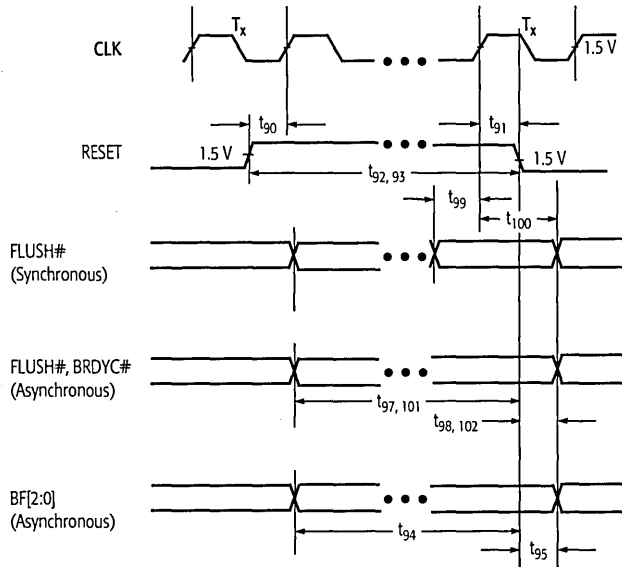 CLK
Tx
Tx
1.5 V
t90
t91
RESET
1.5 V
1.5 V
t92, 93
t99
t100
FLUSH#
(Synchronous)
FLUSH#, BRDYC#
(Asynchronous)
t97, 101
t98, 102
BF[2:0]
(Asynchronous)
t94
t95